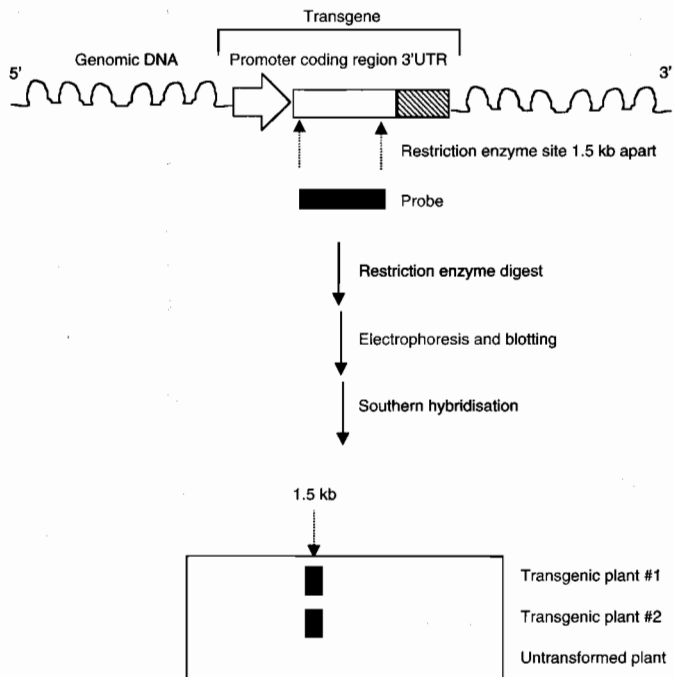 Transgene
Genomic DNA
Promoter coding region 3'UTR
5'
3'
Restriction enzyme site 1.5 kb apart
Probe
Restriction enzyme digest
Electrophoresis and blotting
Southern hybridisation
1.5 kb
Transgenic plant #1
Transgenic plant #2
Untransformed plant